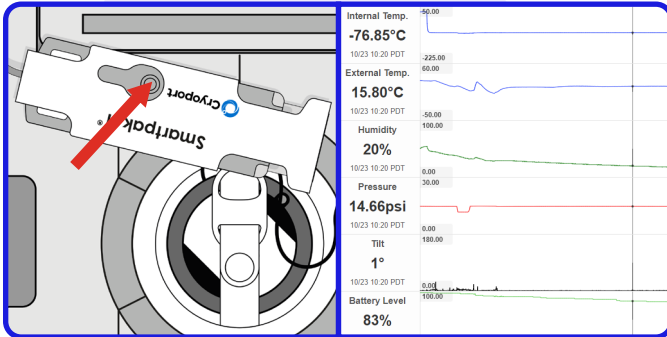 Cryoport
Smartpak II®
Internal Temp.
-76.85°C
10/23 10:20 PDT
50.00
-225.00
External Temp.
15.80°C
10/23 10:20 PDT
60.00
-50.00
Humidity
20%
10/23 10:20 PDT
100.00
0.00
Pressure
14.66psi
10/23 10:20 PDT
30.00
0.00
Tilt
1°
10/23 10:20 PDT
180.00
0.00
Battery Level
83%
100.00